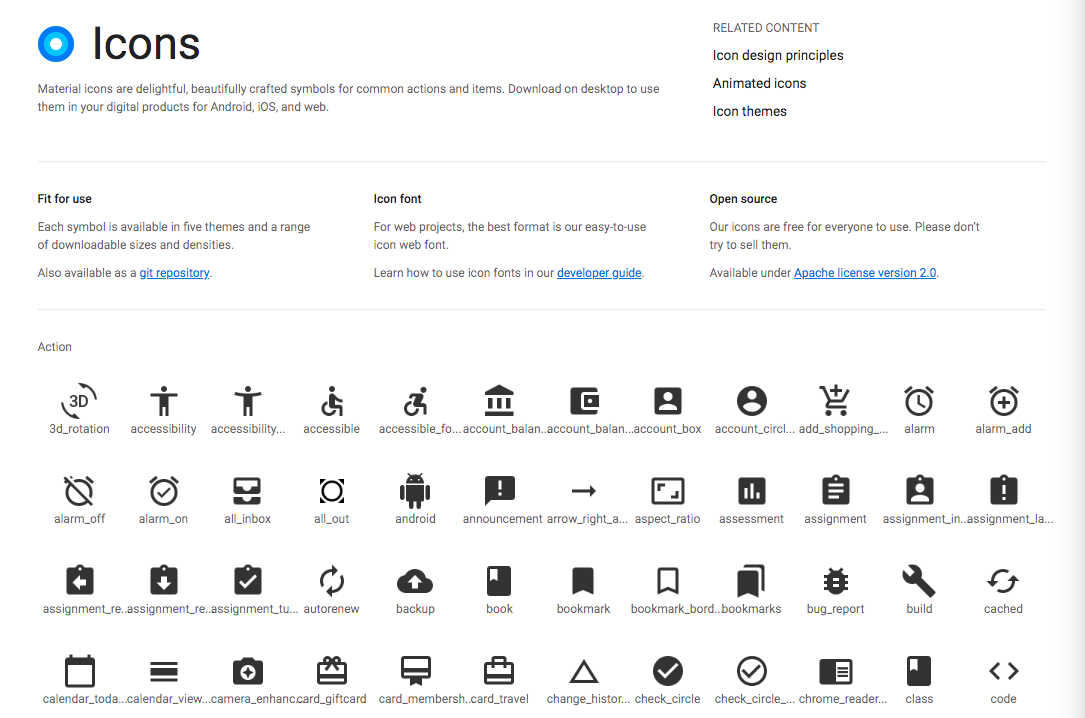 Icons
Material icons are delightful, beautifully crafted symbols for common actions and items. Download on desktop to use
them in your digital products for Android, iOS, and web.
RELATED CONTENT
Icon design principles
Animated icons
Icon themes
Fit for use
Each symbol is available in five themes and a range
of downloadable sizes and densities.
Also available as a git repository.
Icon font
For web projects, the best format is our easy-to-use
icon web font.
Learn how to use icon fonts in our developer guide.
Open source
Our icons are free for everyone to use. Please don't
try to sell them.
Available under Apache license version 2.0.
Action
3D
3d_rotation accessibility accessibility... accessible accessible_fo... account_balan... account_balan... account_box account_circl... add_shopping_... alarm alarm_add
alarm_off alarm_on all_inbox all_out android announcement arrow_right_a... aspect_ratio assessment assignment assignment_in... assignment_la...
assignment_re... assignment_re... assignment_tu... autorenew backup book bookmark bookmark_bord... bookmarks bug_report build cached
calendar_toda... calendar_view... camera_enhanc... card_giftcard card_membersh... card_travel change_histor... check_circle check_circle_... chrome_reader... class code